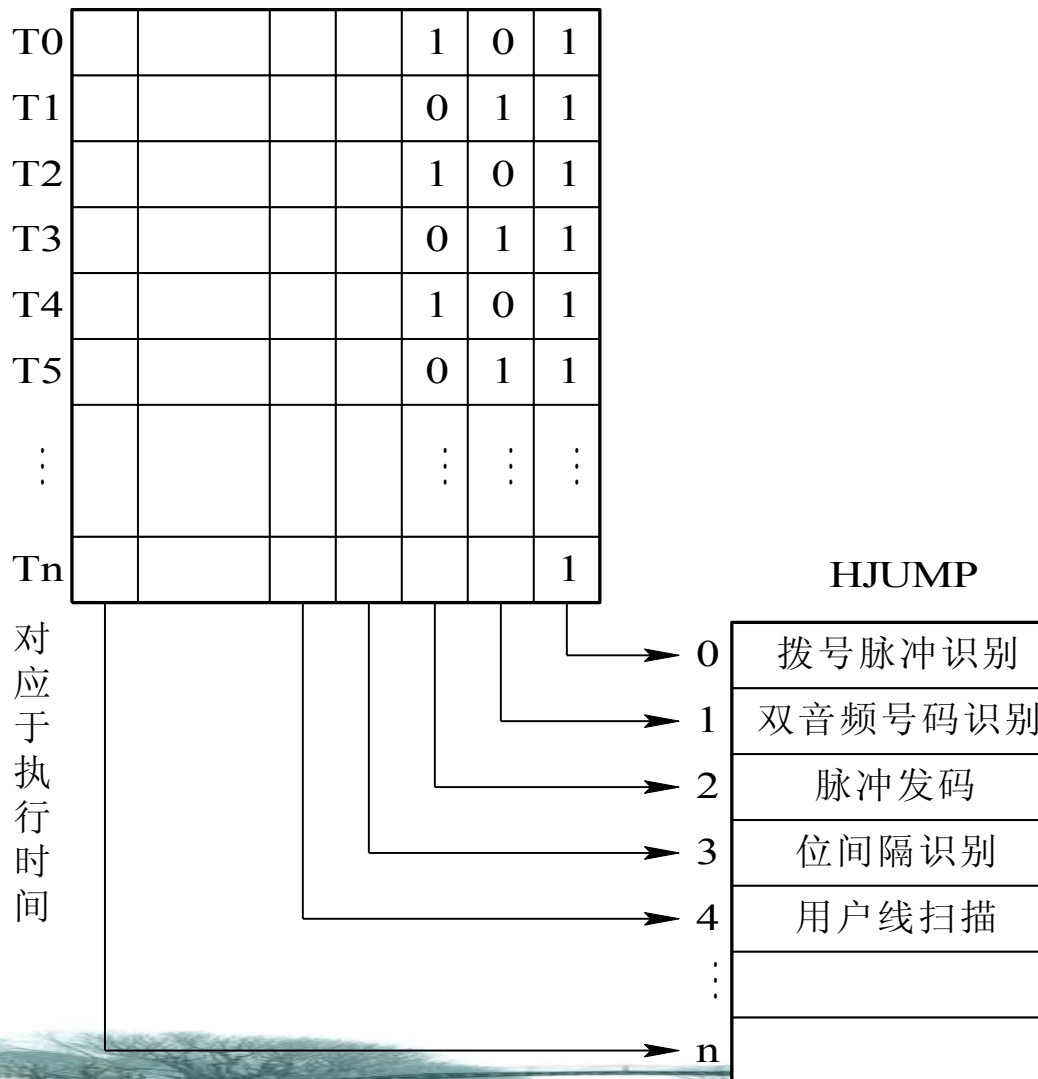 T0 1 0 1
T1 0 1 1
T2 1 0 1
T3 0 1 1
T4 1 0 1
T5 0 1 1
⋮ ⋮ ⋮ ⋮
Tn 1
对应于执行时间
HJUMP
0 拨号脉冲识别
1 双音频号码识别
2 脉冲发码
3 位间隔识别
4 用户线扫描
⋮
n